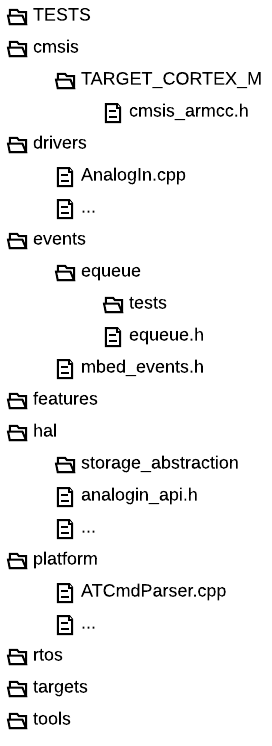 TESTS
cmsis
TARGET_CORTEX_M
cmsis_armcc.h
drivers
AnalogIn.cpp
...
events
equeue
tests
equeue.h
mbed_events.h
features
hal
storage_abstraction
analogin_api.h
...
platform
ATCmdParser.cpp
...
rtos
targets
tools